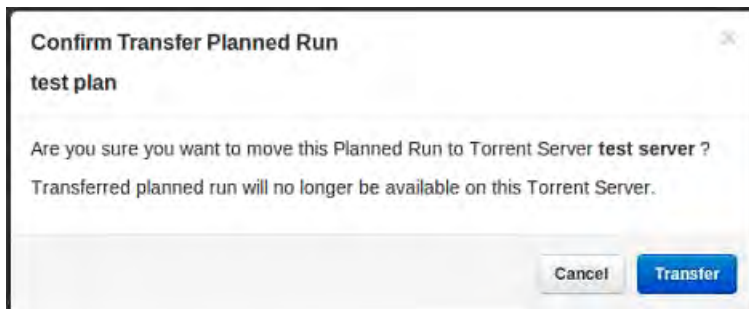 Confirm Transfer Planned Run
test plan
Are you sure you want to move this Planned Run to Torrent Server test server ?
Transferred planned run will no longer be available on this Torrent Server.
Cancel
Transfer